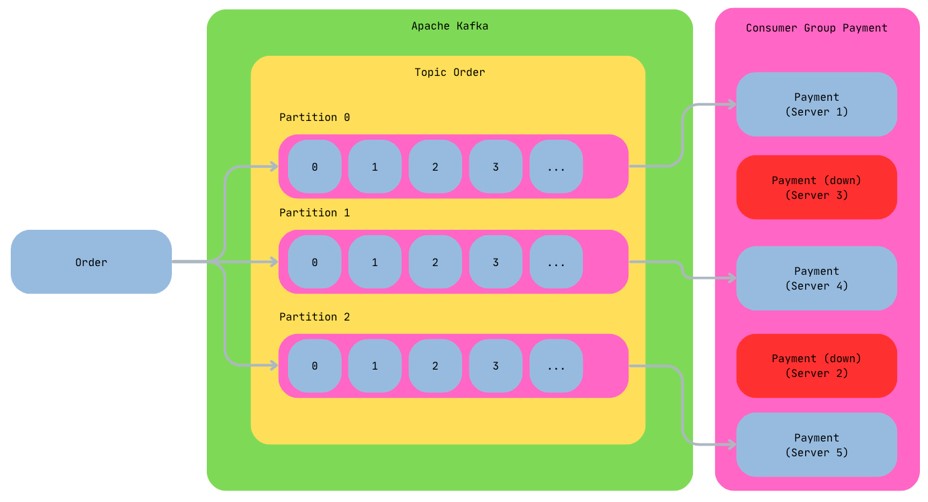 Apache Kafka
Consumer Group Payment
Topic Order
Partition 0
0
1
2
3
...
Partition 1
0
1
2
3
...
Partition 2
0
1
2
3
...
Order
Payment
(Server 1)
Payment (down)
(Server 3)
Payment
(Server 4)
Payment (down)
(Server 2)
Payment
(Server 5)